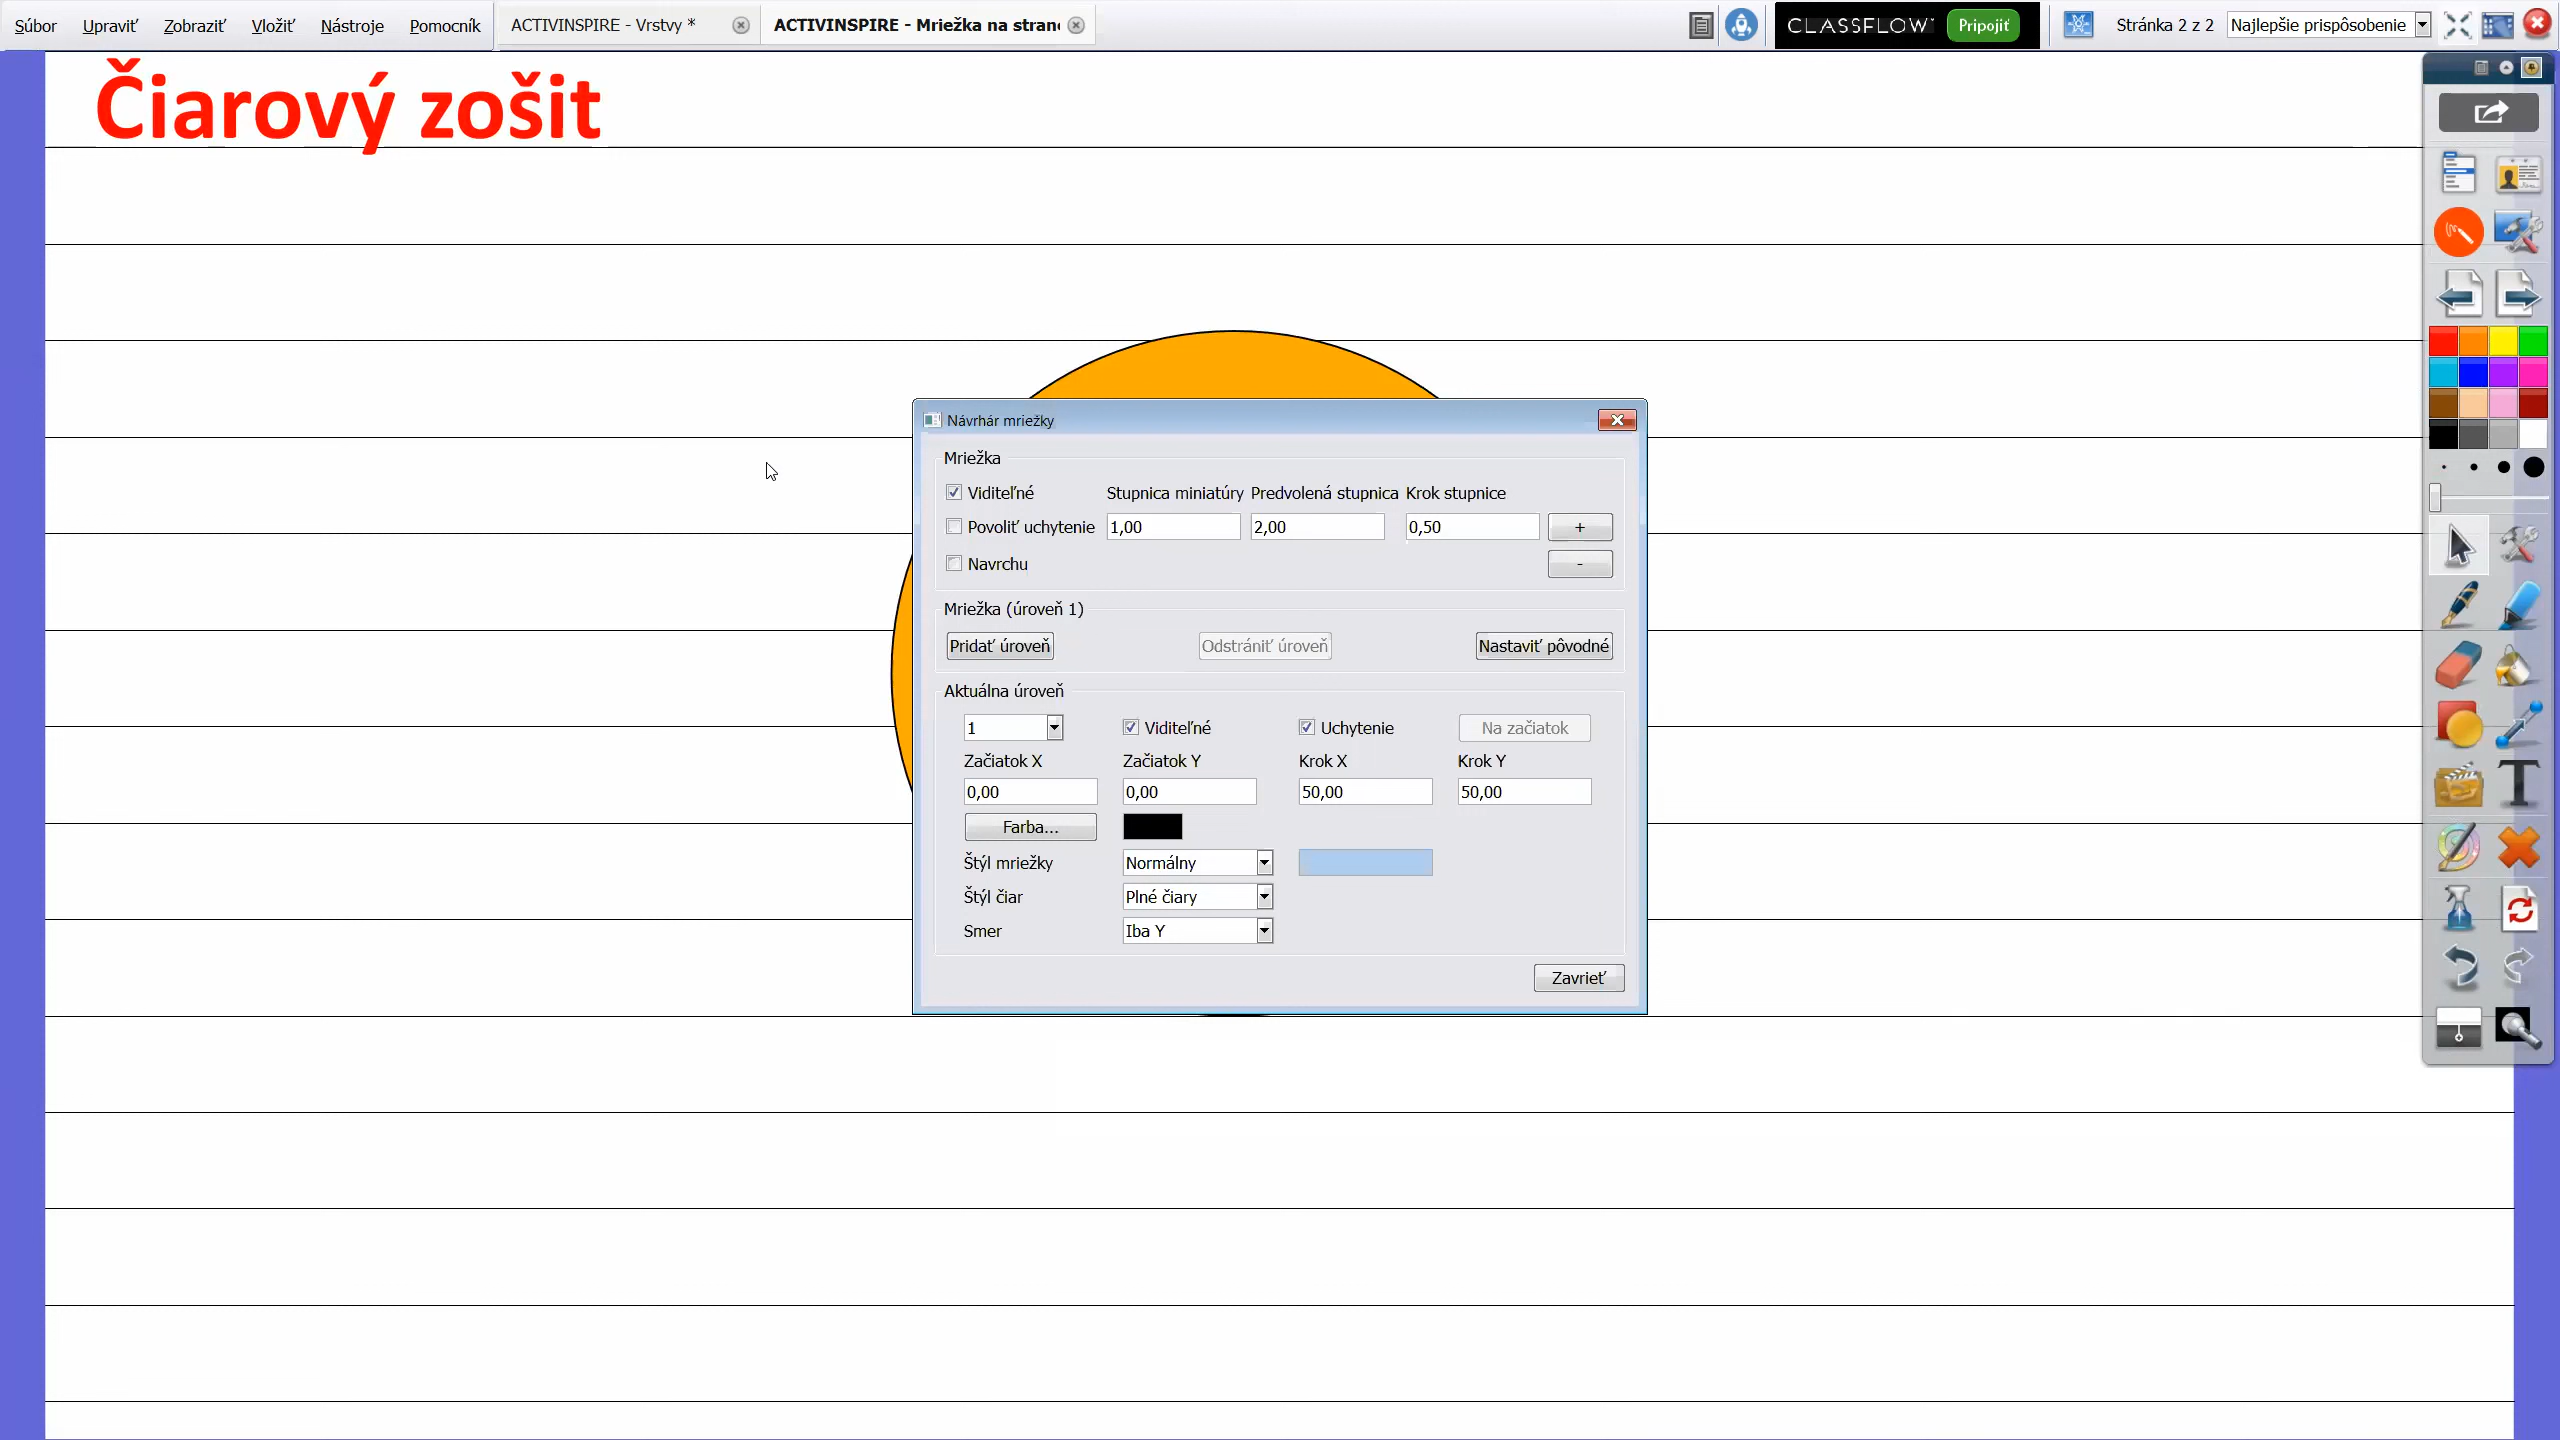 Súbor Upraviť Zobraziť Vložiť Nástroje Pomocník ACTIVINSPIRE - Vrstvy * ACTIVINSPIRE - Mriežka na strane CLASSFLOW Pripojiť Stránka 2 z 2 Najlepšie prispôsobenie
Čiarový zošit
Návrhár mriežky
Mriežka
Viditeľné Stupnica miniatúry Predvolená stupnica Krok stupnice
Povoliť uchytenie 1,00 2,00 0,50 +
Navrchu -
Mriežka (úroveň 1)
Pridať úroveň Odstrániť úroveň Nastaviť pôvodné
Aktuálna úroveň
1 Viditeľné Uchytenie Na začiatok
Začiatok X Začiatok Y Krok X Krok Y
0,00 0,00 50,00 50,00
Farba...
Štýl mriežky Normálny
Štýl čiar Plné čiary
Smer Iba Y
Zavrieť